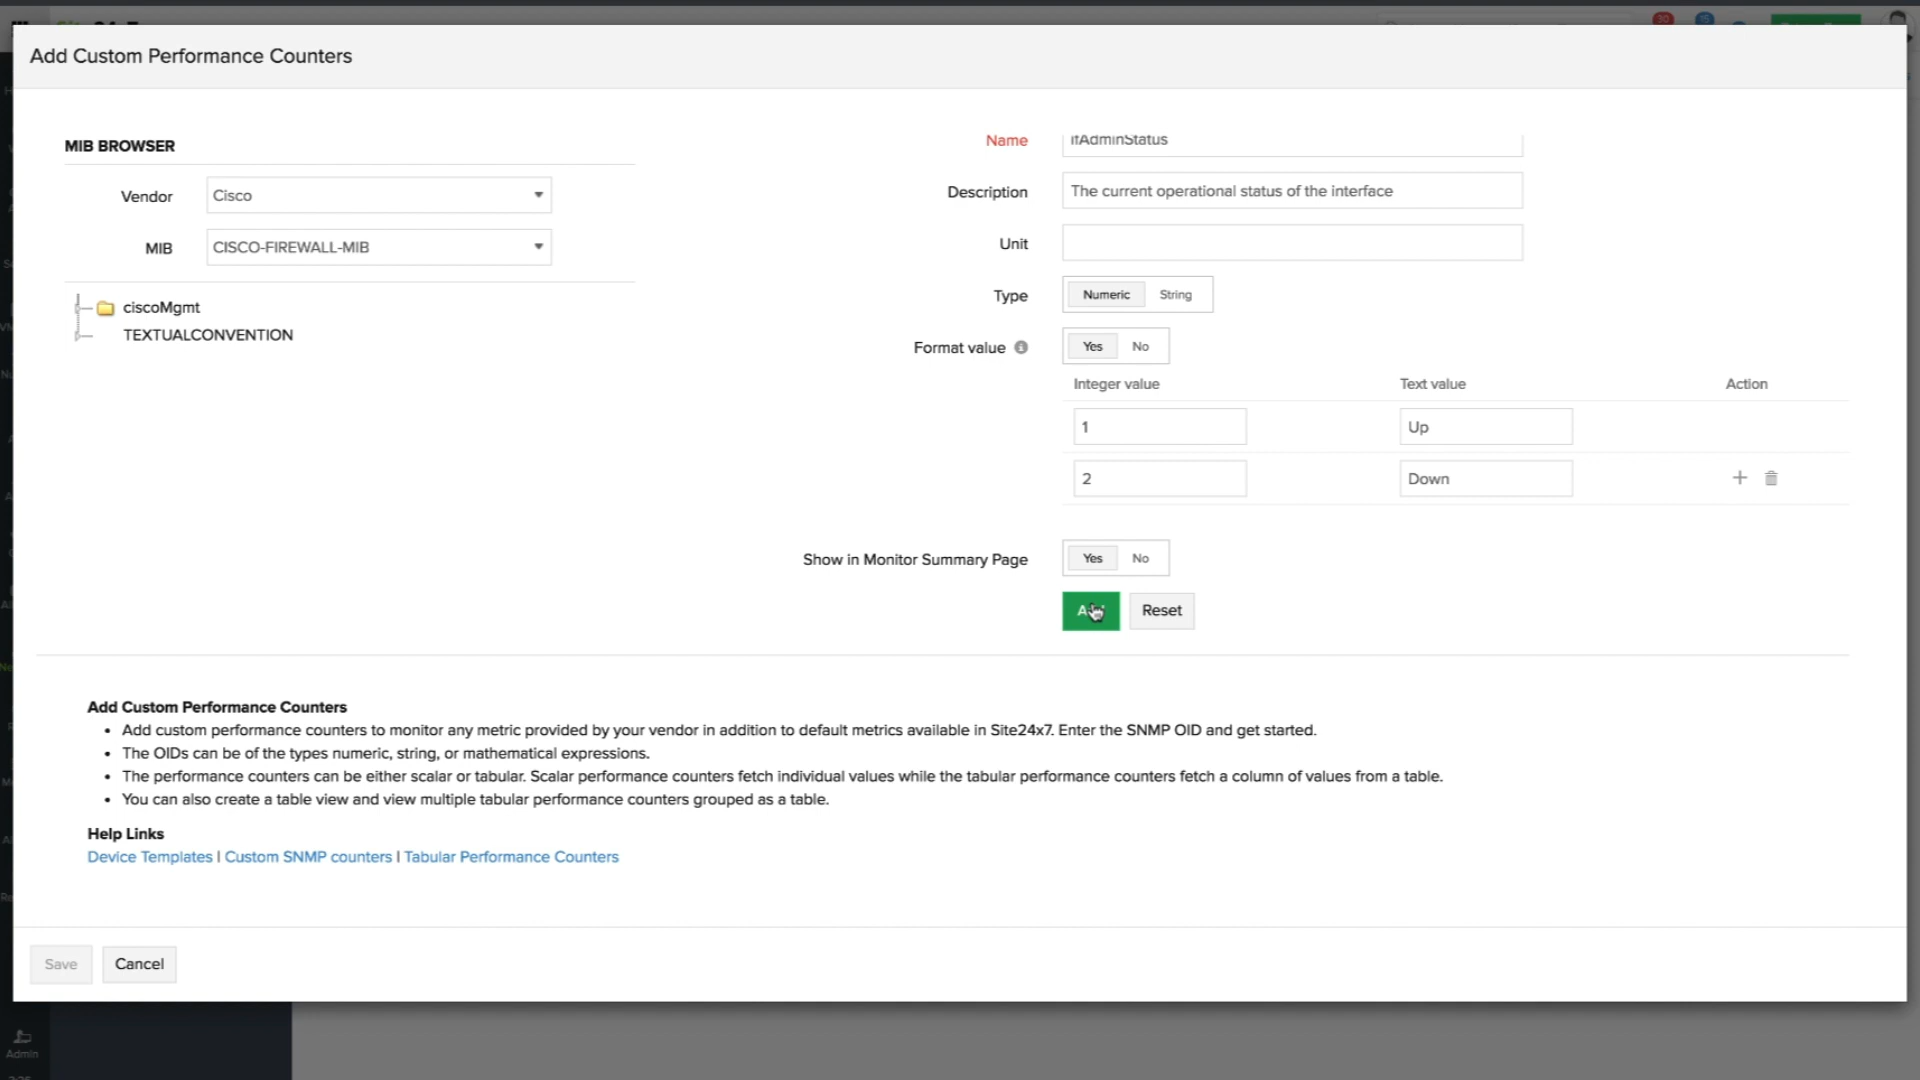 Add Custom Performance Counters
MIB BROWSER
Vendor Cisco
MIB CISCO-FIREWALL-MIB
ciscoMgmt
TEXTUALCONVENTION
Name ifAdminStatus
Description The current operational status of the interface
Unit
Type Numeric String
Format value Yes No
Integer value Text value Action
1 Up
2 Down
Show in Monitor Summary Page Yes No
Reset
Add Custom Performance Counters
• Add custom performance counters to monitor any metric provided by your vendor in addition to default metrics available in Site24x7. Enter the SNMP OID and get started.
• The OIDs can be of the types numeric, string, or mathematical expressions.
• The performance counters can be either scalar or tabular. Scalar performance counters fetch individual values while the tabular performance counters fetch a column of values from a table.
• You can also create a table view and view multiple tabular performance counters grouped as a table.
Help Links
Device Templates | Custom SNMP counters | Tabular Performance Counters
Save Cancel
Admin